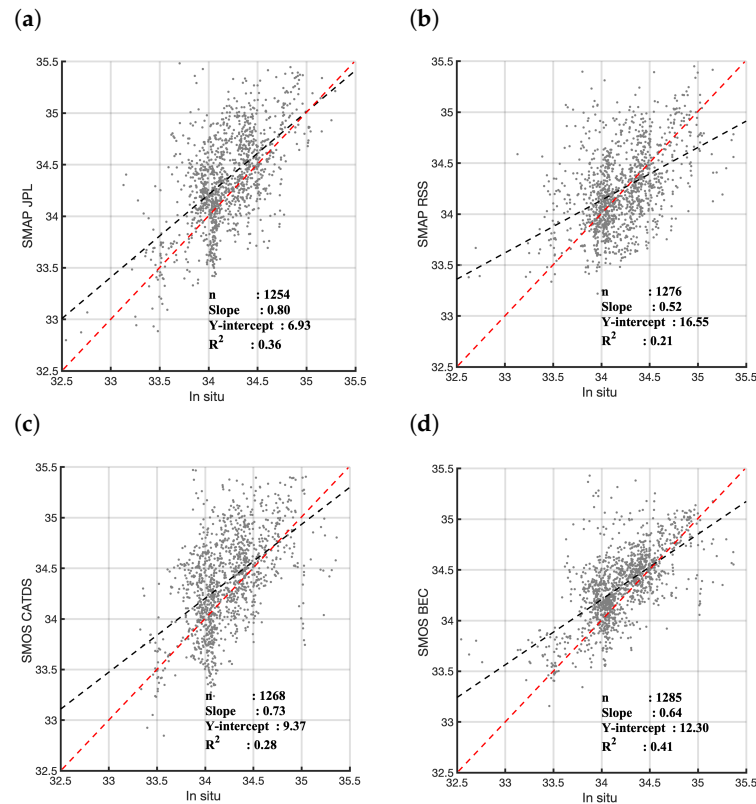 (a)
35.5
35
34.5
34
33.5
33
32.5
SMAP JPL
n : 1254
Slope : 0.80
Y-intercept : 6.93
R² : 0.36
32.5 33 33.5 34 34.5 35 35.5
In situ
(b)
35.5
35
34.5
34
33.5
33
32.5
SMAP RSS
n : 1276
Slope : 0.52
Y-intercept : 16.55
R² : 0.21
32.5 33 33.5 34 34.5 35 35.5
In situ
(c)
35.5
35
34.5
34
33.5
33
32.5
SMOS CATDS
n : 1268
Slope : 0.73
Y-intercept : 9.37
R² : 0.28
32.5 33 33.5 34 34.5 35 35.5
In situ
(d)
35.5
35
34.5
34
33.5
33
32.5
SMOS BEC
n : 1285
Slope : 0.64
Y-intercept : 12.30
R² : 0.41
32.5 33 33.5 34 34.5 35 35.5
In situ